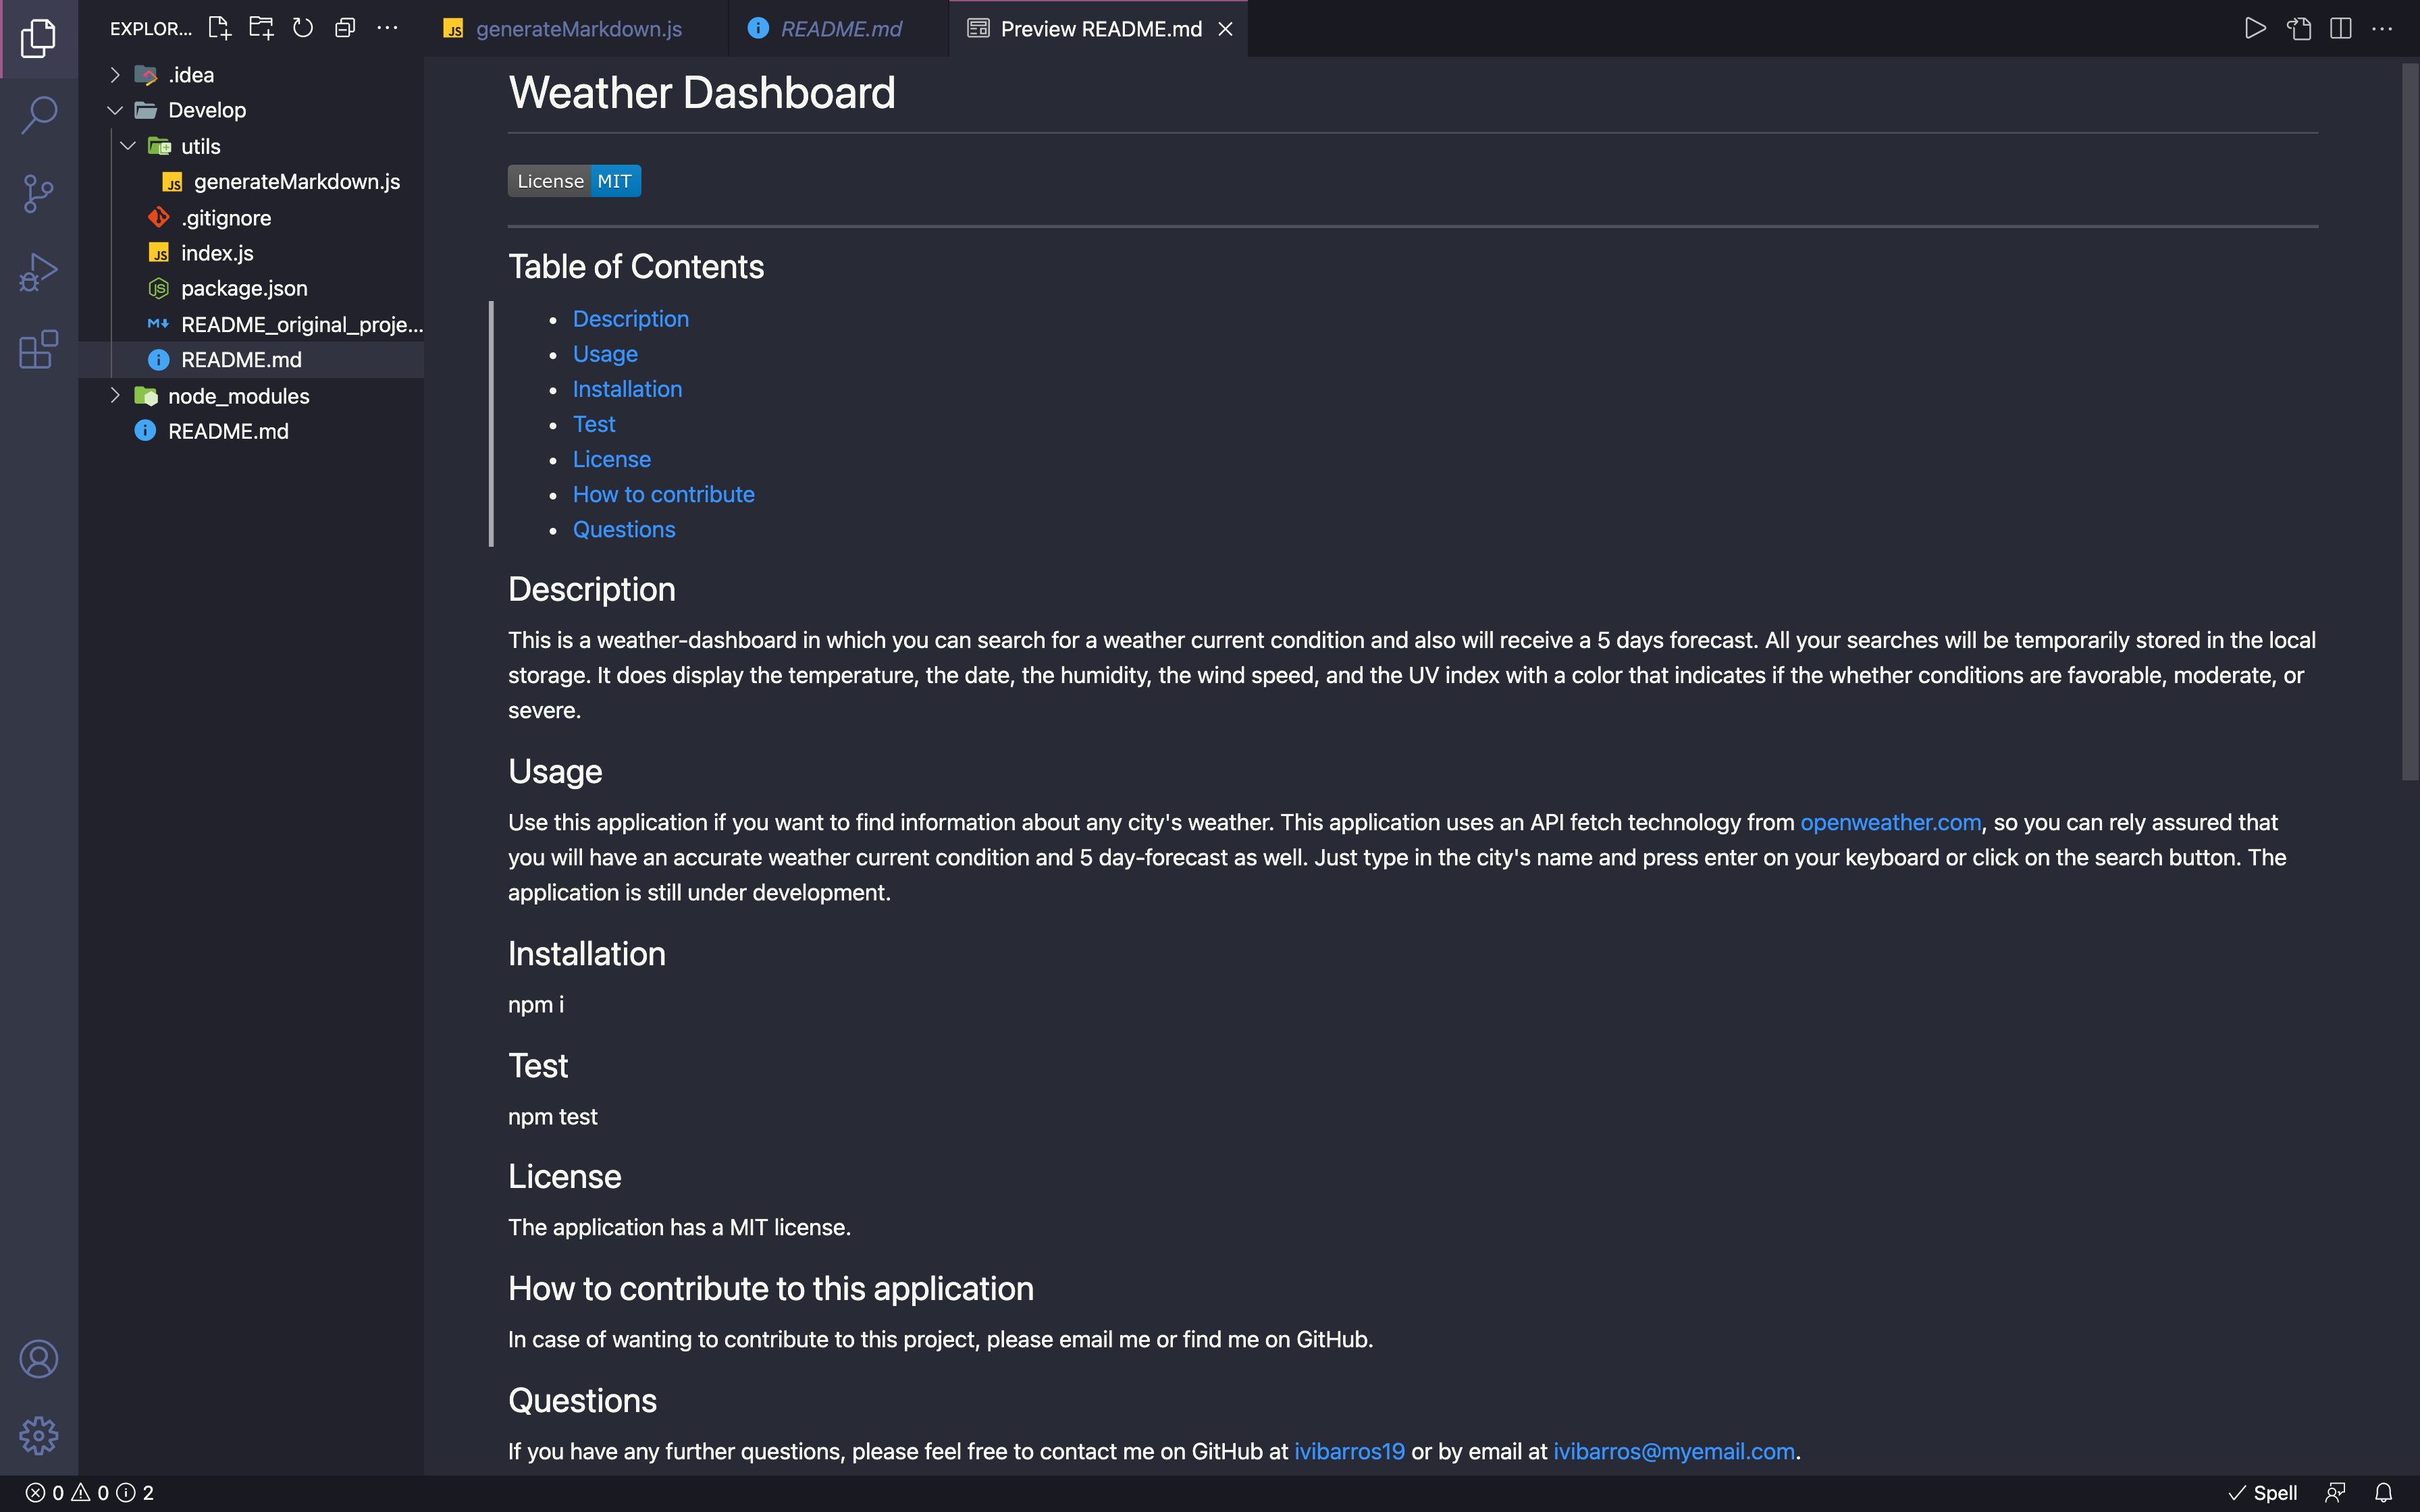 EXPLOR...
generateMarkdown.js
README.md
Preview README.md
.idea
Develop
utils
generateMarkdown.js
.gitignore
index.js
package.json
README_original_proje...
README.md
node_modules
README.md
Weather Dashboard
License MIT
Table of Contents
Description
Usage
Installation
Test
License
How to contribute
Questions
Description
This is a weather-dashboard in which you can search for a weather current condition and also will receive a 5 days forecast. All your searches will be temporarily stored in the local
storage. It does display the temperature, the date, the humidity, the wind speed, and the UV index with a color that indicates if the whether conditions are favorable, moderate, or
severe.
Usage
Use this application if you want to find information about any city's weather. This application uses an API fetch technology from openweather.com, so you can rely assured that
you will have an accurate weather current condition and 5 day-forecast as well. Just type in the city's name and press enter on your keyboard or click on the search button. The
application is still under development.
Installation
npm i
Test
npm test
License
The application has a MIT license.
How to contribute to this application
In case of wanting to contribute to this project, please email me or find me on GitHub.
Questions
If you have any further questions, please feel free to contact me on GitHub at ivibarros19 or by email at ivibarros@myemail.com.
0 0 2
Spell